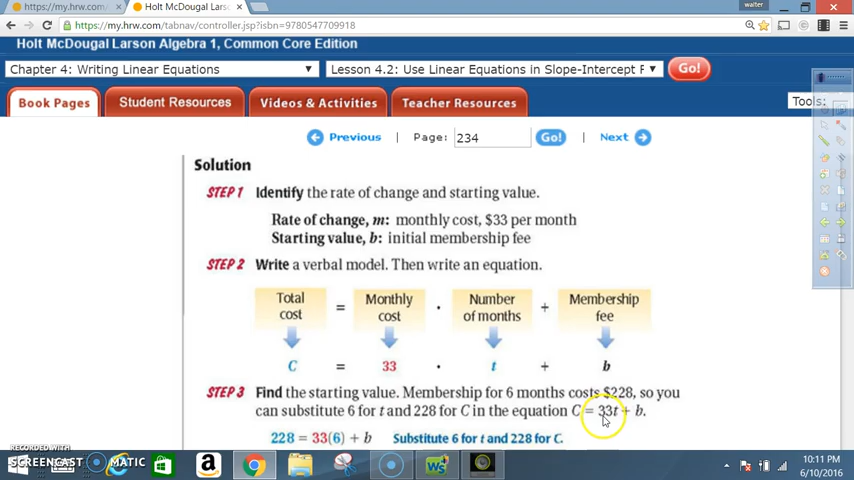 https://my.hrw.com/tabnav/
Holt McDougal Larson Algebr
walter
https://my.hrw.com/tabnav/controller.jsp?isbn=9780547709918
Holt McDougal Larson Algebra 1, Common Core Edition
Chapter 4: Writing Linear Equations
Lesson 4.2: Use Linear Equations in Slope-Intercept F
Go!
Book Pages
Student Resources
Videos & Activities
Teacher Resources
Tools:
Previous | Page: 234 Go! | Next
Solution
STEP 1 Identify the rate of change and starting value.
Rate of change, m: monthly cost, $33 per month
Starting value, b: initial membership fee
STEP 2 Write a verbal model. Then write an equation.
Total cost = Monthly cost · Number of months + Membership fee
C = 33 · t + b
STEP 3 Find the starting value. Membership for 6 months costs $228, so you
can substitute 6 for t and 228 for C in the equation C = 33t + b.
228 = 33(6) + b Substitute 6 for t and 228 for C.
SCREENCAST MATIC
WS
10:11 PM
6/10/2016